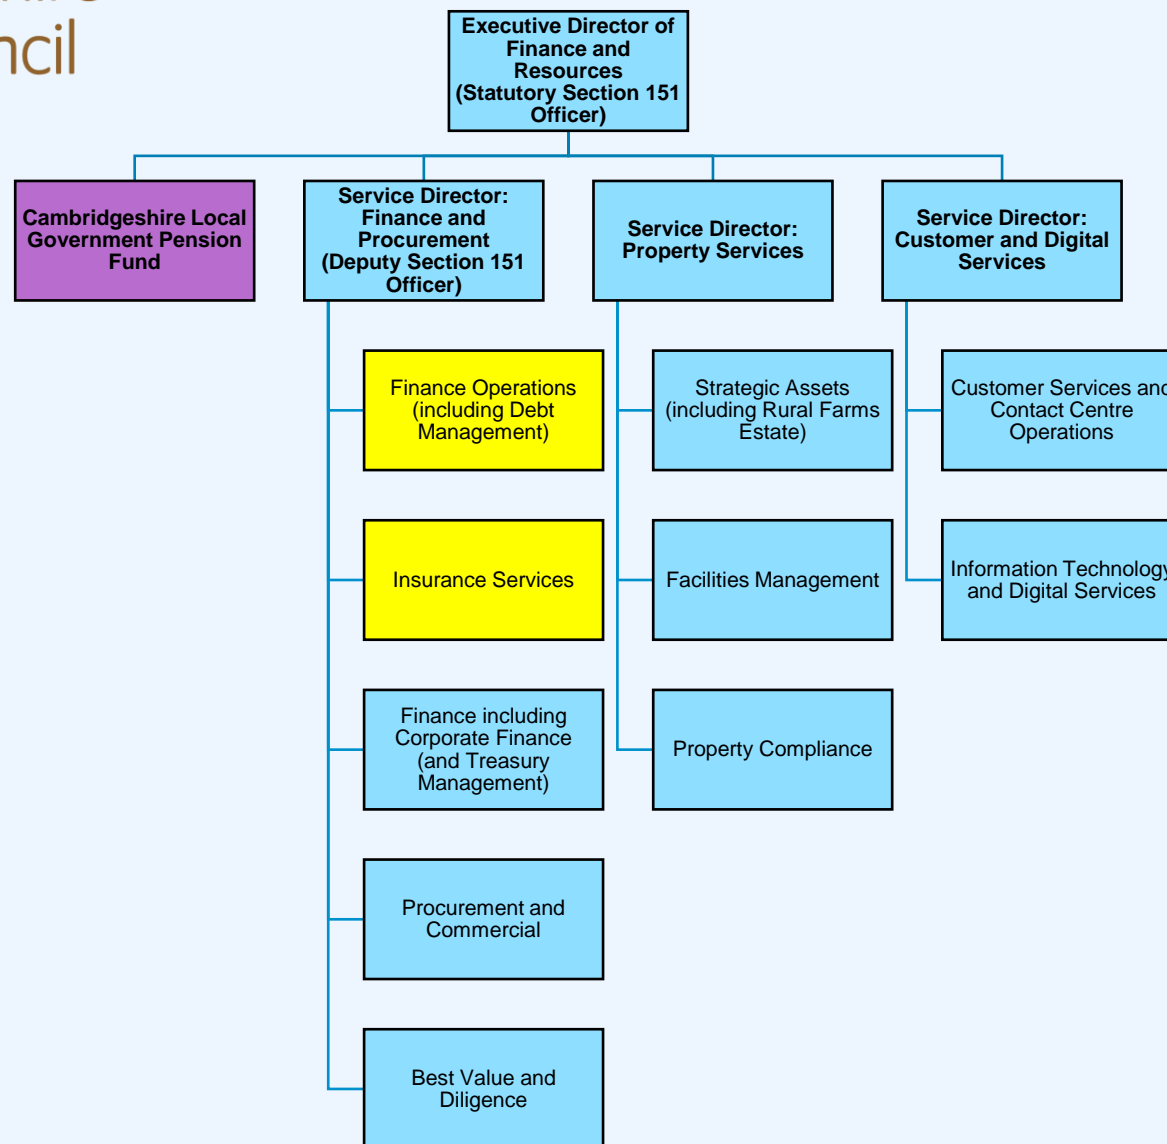 ncil
Executive Director of
Finance and
Resources
(Statutory Section 151
Officer)
Cambridgeshire Local
Government Pension
Fund
Service Director:
Finance and
Procurement
(Deputy Section 151
Officer)
Service Director:
Property Services
Service Director:
Customer and Digital
Services
Finance Operations
(including Debt
Management)
Strategic Assets
(including Rural Farms
Estate)
Customer Services and
Contact Centre
Operations
Insurance Services
Facilities Management
Information Technology
and Digital Services
Finance including
Corporate Finance
(and Treasury
Management)
Property Compliance
Procurement and
Commercial
Best Value and
Diligence